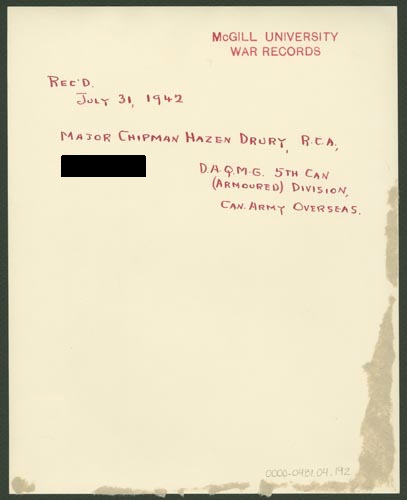 McGILL UNIVERSITY
WAR RECORDS
REC'D.
JULY 31, 1942
MAJOR CHIPMAN HAZEN DRURY, R.C.A,
D.A.Q.M.G. 5TH CAN
(ARMOURED) DIVISION,
CAN. ARMY OVERSEAS.
0000-0481.04.192